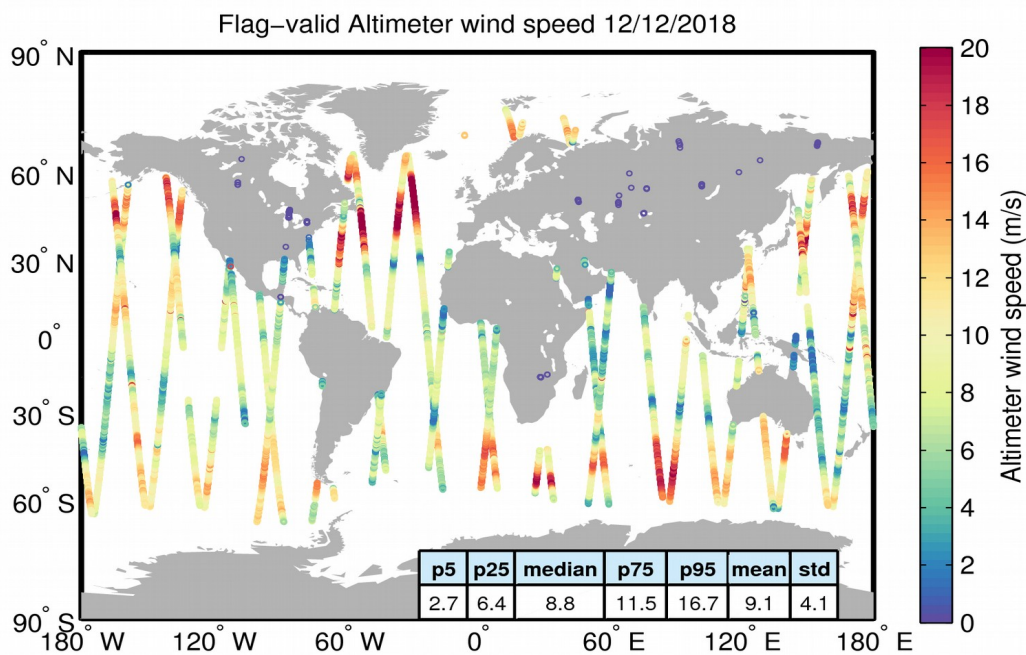 Flag−valid Altimeter wind speed 12/12/2018
90° N
60° N
30° N
0°
30° S
60° S
90° S
180° W
120° W
60° W
0°
60° E
120° E
180° E
p5 p25 median p75 p95 mean std
2.7 6.4 8.8 11.5 16.7 9.1 4.1
20
18
16
14
12
10
8
6
4
2
0
Altimeter wind speed (m/s)